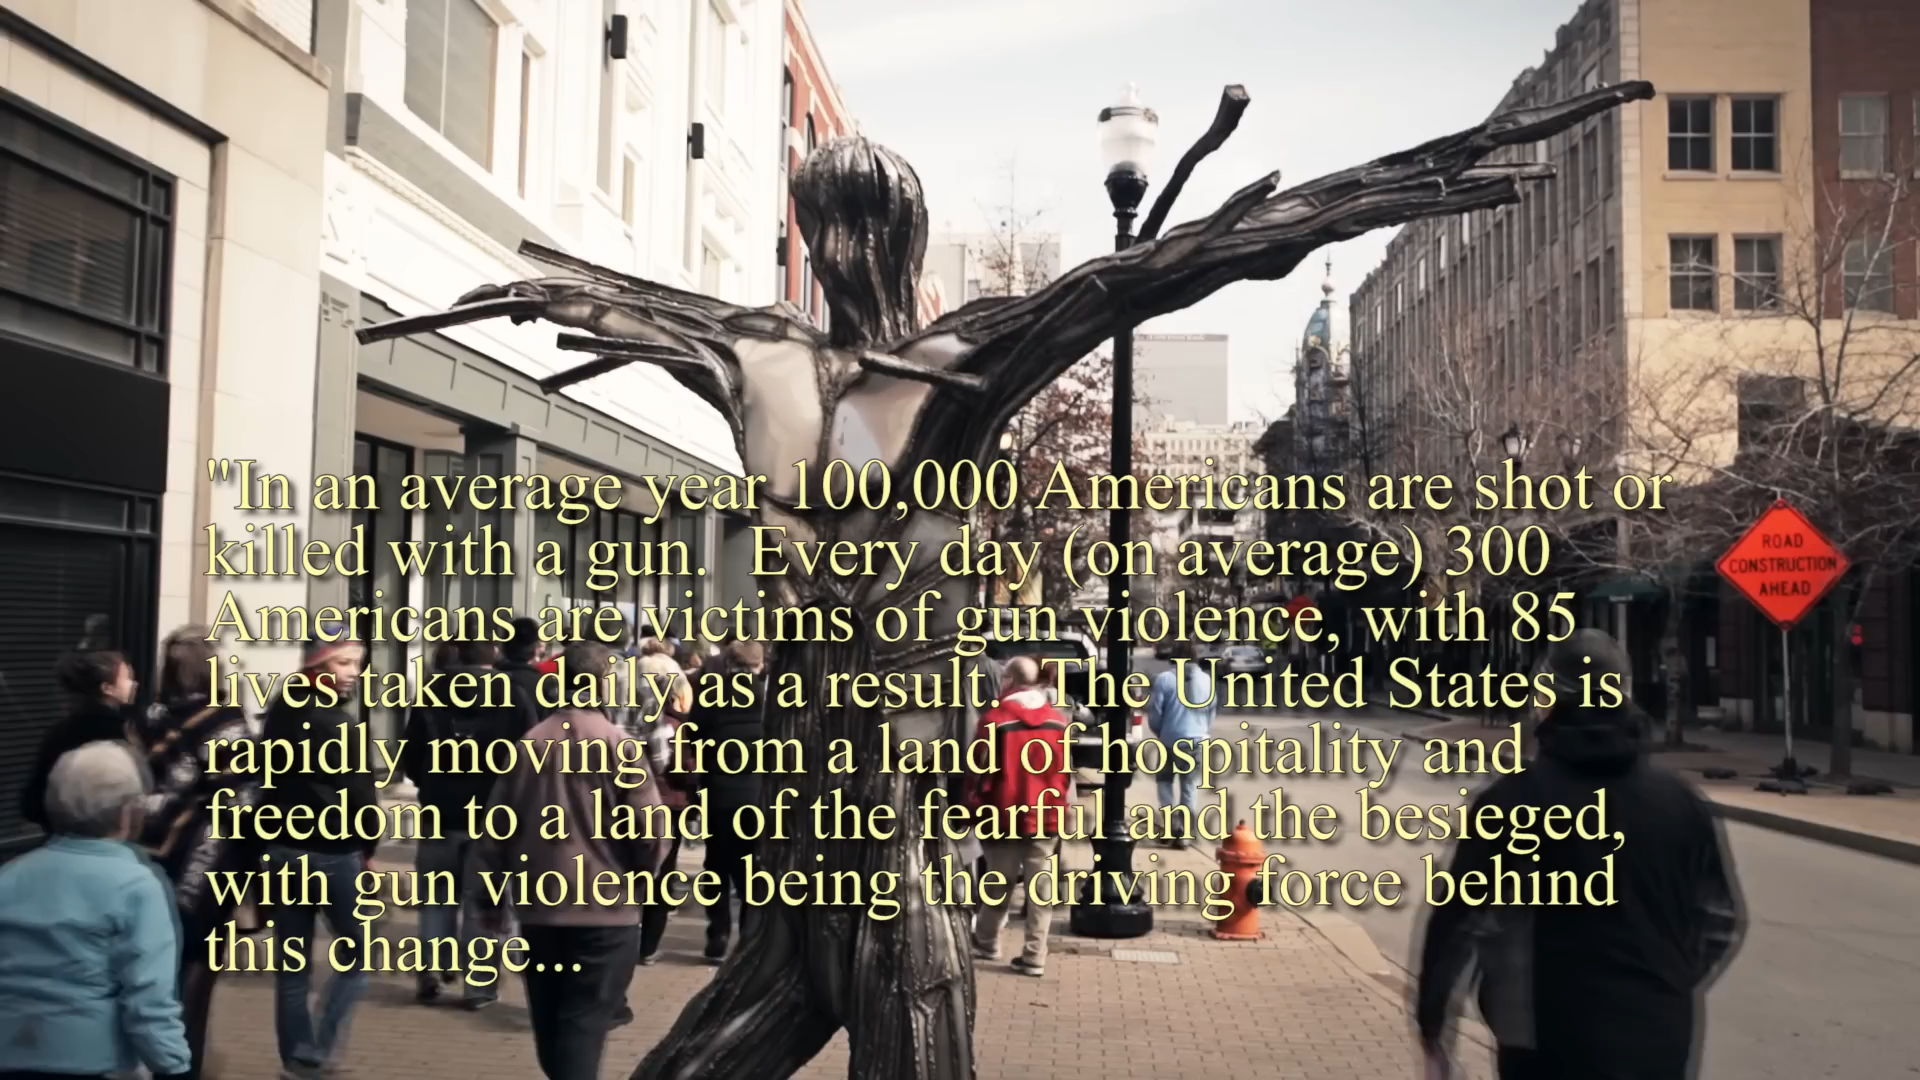 "In an average year 100,000 Americans are shot or
killed with a gun.  Every day (on average) 300
Americans are victims of gun violence, with 85
lives taken daily as a result.  The United States is
rapidly moving from a land of hospitality and
freedom to a land of the fearful and the besieged,
with gun violence being the driving force behind
this change...
ROAD
CONSTRUCTION
AHEAD